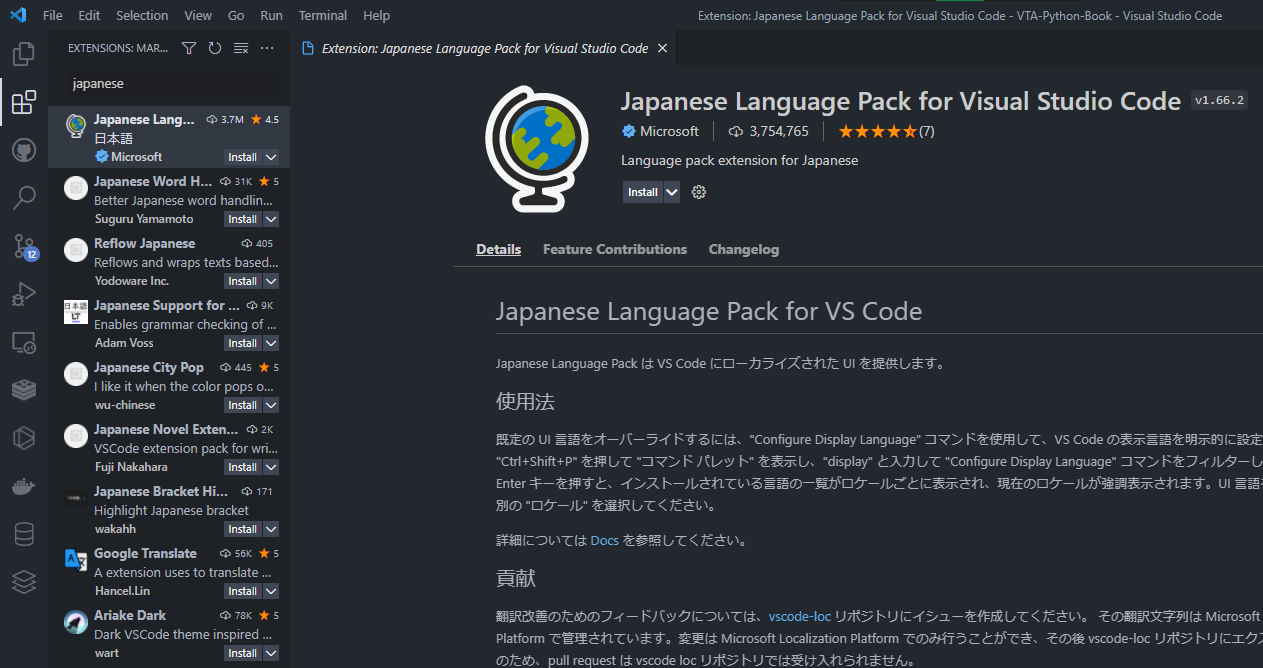 File Edit Selection View Go Run Terminal Help
Extension: Japanese Language Pack for Visual Studio Code - VTA-Python-Book - Visual Studio Code
EXTENSIONS: MAR...
japanese
Japanese Lang... 3.7M 4.5
日本語
Microsoft Install
Japanese Word H... 31K 5
Better Japanese word handlin...
Suguru Yamamoto Install
Reflow Japanese 405
Reflows and wraps texts based...
Yodoware Inc. Install
日本語
LT
Japanese Support for ... 9K
Enables grammar checking of ...
Adam Voss Install
Japanese City Pop 445 5
I like it when the color pops o...
wu-chinese Install
Japanese Novel Exten... 2K
VSCode extension pack for wri...
Fuji Nakahara Install
12
Japanese Bracket Hi... 171
Highlight Japanese bracket
wakahh Install
Google Translate 56K 5
A extension uses to translate ...
Hancel.Lin Install
Ariake Dark 78K 5
Dark VSCode theme inspired ...
wart Install
Extension: Japanese Language Pack for Visual Studio Code
Japanese Language Pack for Visual Studio Code v1.66.2
Microsoft 3,754,765 (7)
Language pack extension for Japanese
Install
Details Feature Contributions Changelog
Japanese Language Pack for VS Code
Japanese Language Pack は VS Code にローカライズされた UI を提供します。
使用法
既定の UI 言語をオーバーライドするには、"Configure Display Language" コマンドを使用して、VS Code の表示言語を明示的に設定
"Ctrl+Shift+P" を押して "コマンド パレット" を表示し、"display" と入力して "Configure Display Language" コマンドをフィルターし
Enter キーを押すと、インストールされている言語の一覧がロケールごとに表示され、現在のロケールが強調表示されます。UI 言語を
別の "ロケール" を選択してください。
詳細については Docs を参照してください。
貢献
翻訳改善のためのフィードバックについては、vscode-loc リポジトリにイシューを作成してください。 その翻訳文字列は Microsoft
Platform で管理されています。変更は Microsoft Localization Platform でのみ行うことができ、その後 vscode-loc リポジトリにエクス
のため、pull request は vscode loc リポジトリでは受け入れられません。